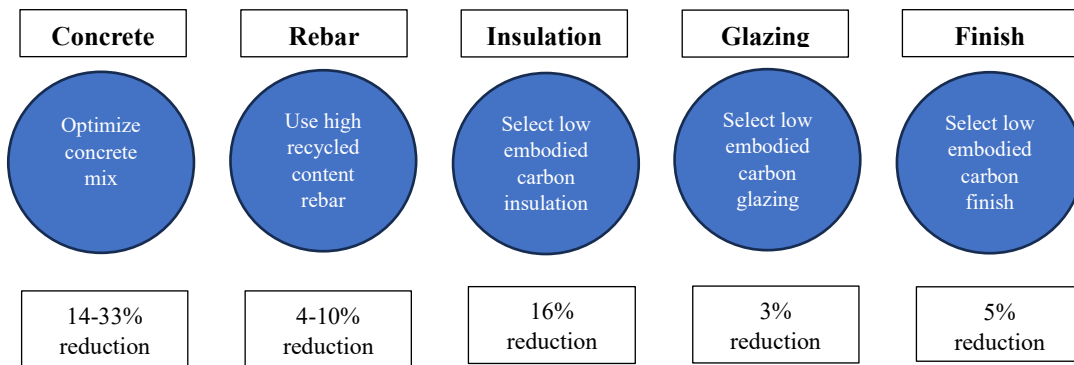 Concrete
Rebar
Insulation
Glazing
Finish
Optimize
concrete
mix
Use high
recycled
content
rebar
Select low
embodied
carbon
insulation
Select low
embodied
carbon
glazing
Select low
embodied
carbon
finish
14-33%
reduction
4-10%
reduction
16%
reduction
3%
reduction
5%
reduction